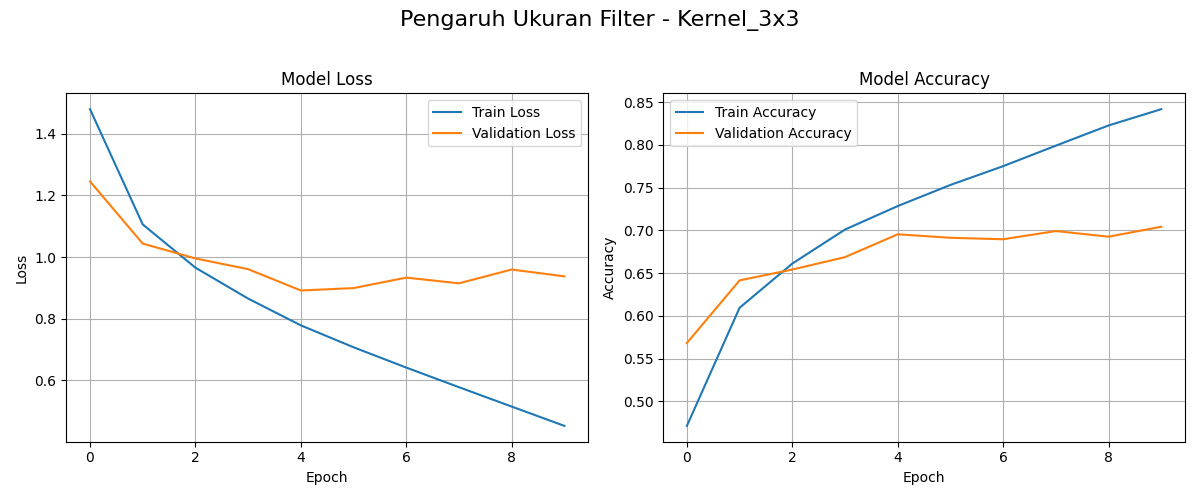 Pengaruh Ukuran Filter - Kernel_3x3
Model Loss
Train Loss
Validation Loss
1.4
1.2
1.0
0.8
0.6
Loss
0 2 4 6 8
Epoch
Model Accuracy
Train Accuracy
Validation Accuracy
0.85
0.80
0.75
0.70
0.65
0.60
0.55
0.50
Accuracy
0 2 4 6 8
Epoch